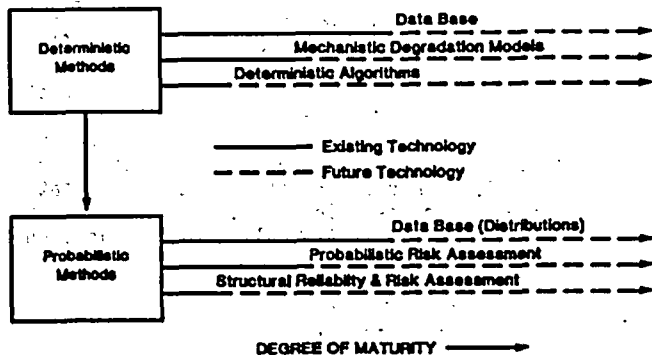 Data Base
Deterministic
Methods
Mechanistic Degradation Models
Deterministic Algorithms
Existing Technology
Future Technology
Data Base (Distributions)
Probabilistic
Methods
Probabilistic Risk Assessment
Structural Reliabilty & Risk Assessment
DEGREE OF MATURITY